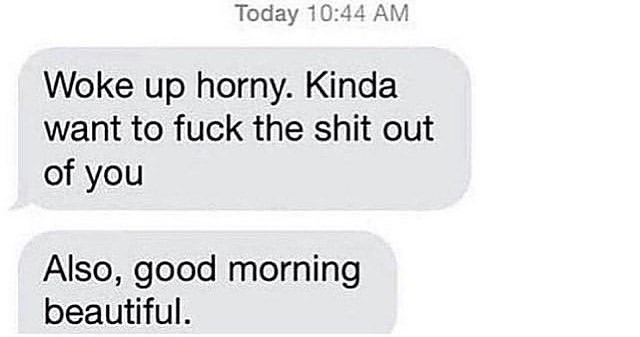 Today 10:44 AM
Woke up horny. Kinda
want to fuck the shit out
of you
Also, good morning
beautiful.